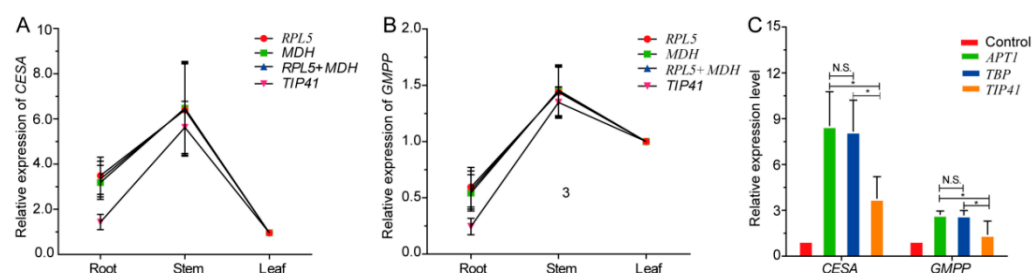 A
Relative expression of CESA
10
8.0
6.0
4.0
2.0
0.0
Root Stem Leaf
RPL5
MDH
RPL5+MDH
TIP41
B
Relative expression of GMPP
2.0
1.5
1.0
0.5
0.0
Root Stem Leaf
RPL5
MDH
RPL5+MDH
TIP41
3
C
Relative expression level
15
12
9
6
3
0
CESA GMPP
N.S.
*
*
N.S.
*
*
Control
APT1
TBP
TIP41